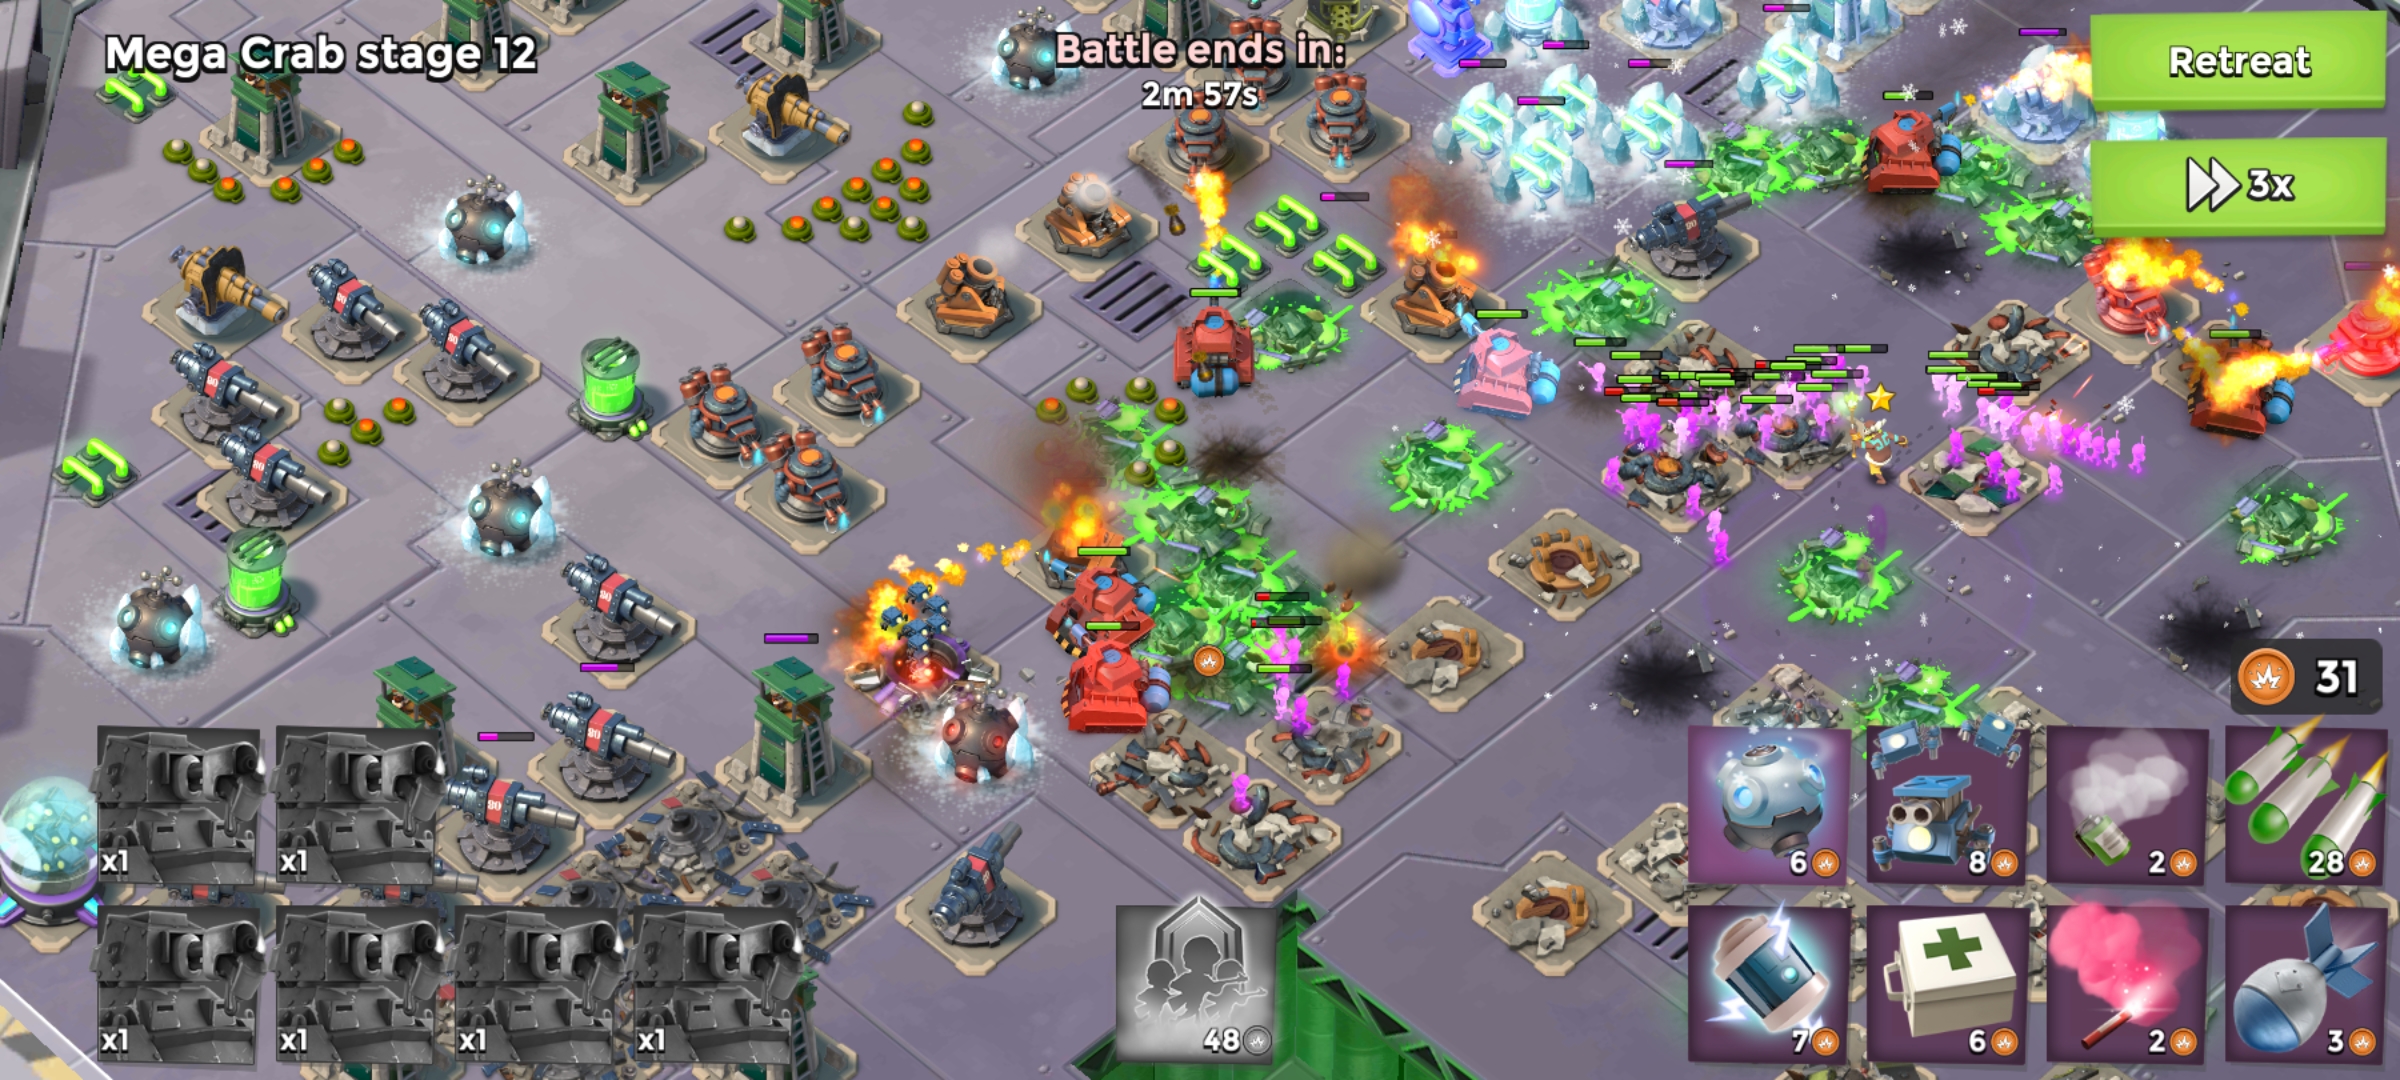 Mega Crab stage 12
Battle ends in:
2m 57s
Retreat
3x
31
x1
x1
6
8
2
28
x1
x1
x1
x1
48
7
6
2
3